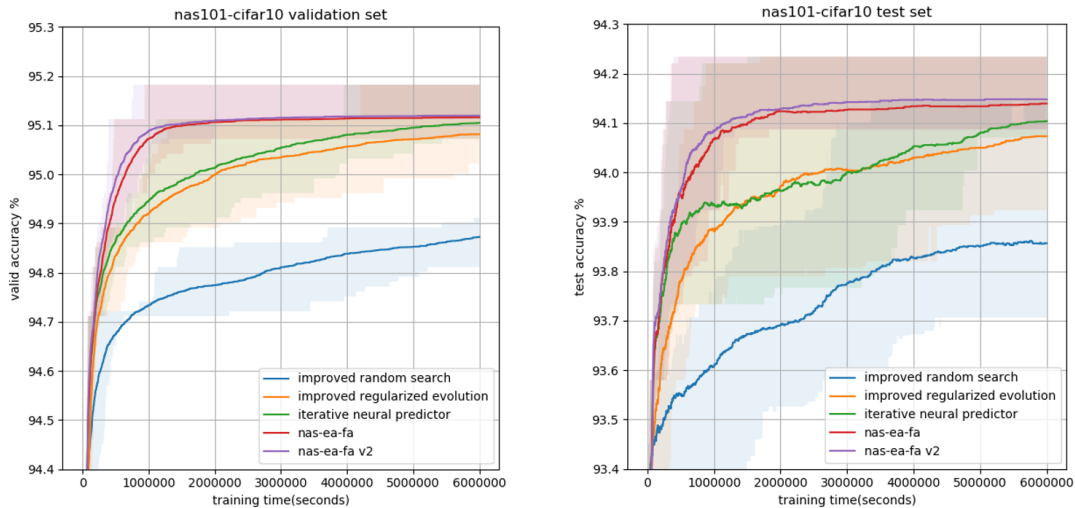 nas101-cifar10 validation set
95.3
95.2
95.1
95.0
94.9
94.8
94.7
94.6
94.5
94.4
valid accuracy %
0 1000000 2000000 3000000 4000000 5000000 6000000
training time(seconds)
improved random search
improved regularized evolution
iterative neural predictor
nas-ea-fa
nas-ea-fa v2
nas101-cifar10 test set
94.3
94.2
94.1
94.0
93.9
93.8
93.7
93.6
93.5
93.4
test accuracy %
0 1000000 2000000 3000000 4000000 5000000 6000000
training time(seconds)
improved random search
improved regularized evolution
iterative neural predictor
nas-ea-fa
nas-ea-fa v2